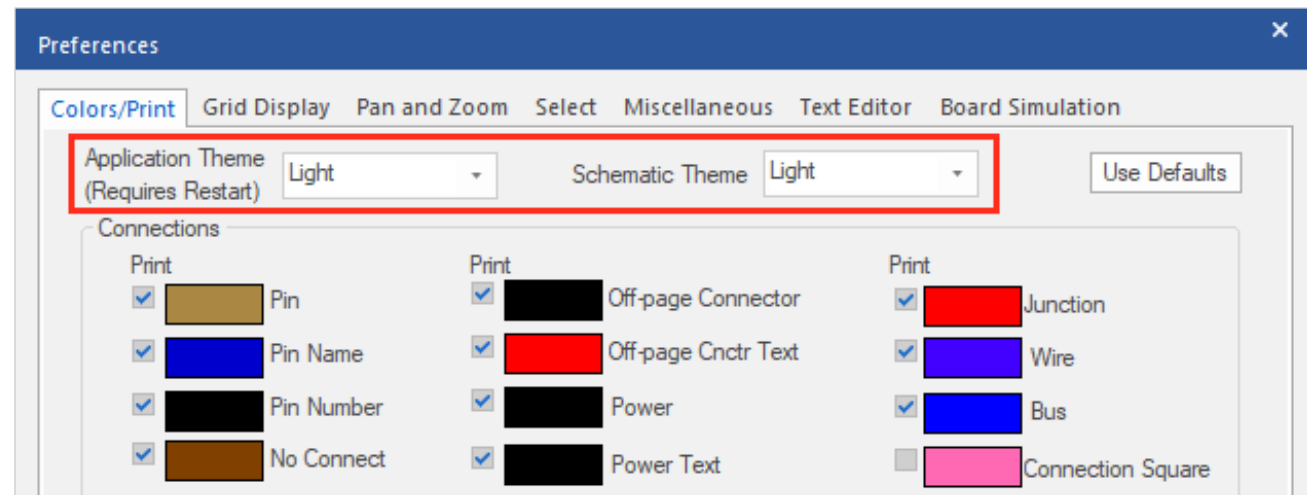 Preferences
Colors/Print Grid Display Pan and Zoom Select Miscellaneous Text Editor Board Simulation
Application Theme
(Requires Restart)
Light
Schematic Theme
Light
Use Defaults
Connections
Print Print Print
Pin Off-page Connector Junction
Pin Name Off-page Cnctr Text Wire
Pin Number Power Bus
No Connect Power Text Connection Square